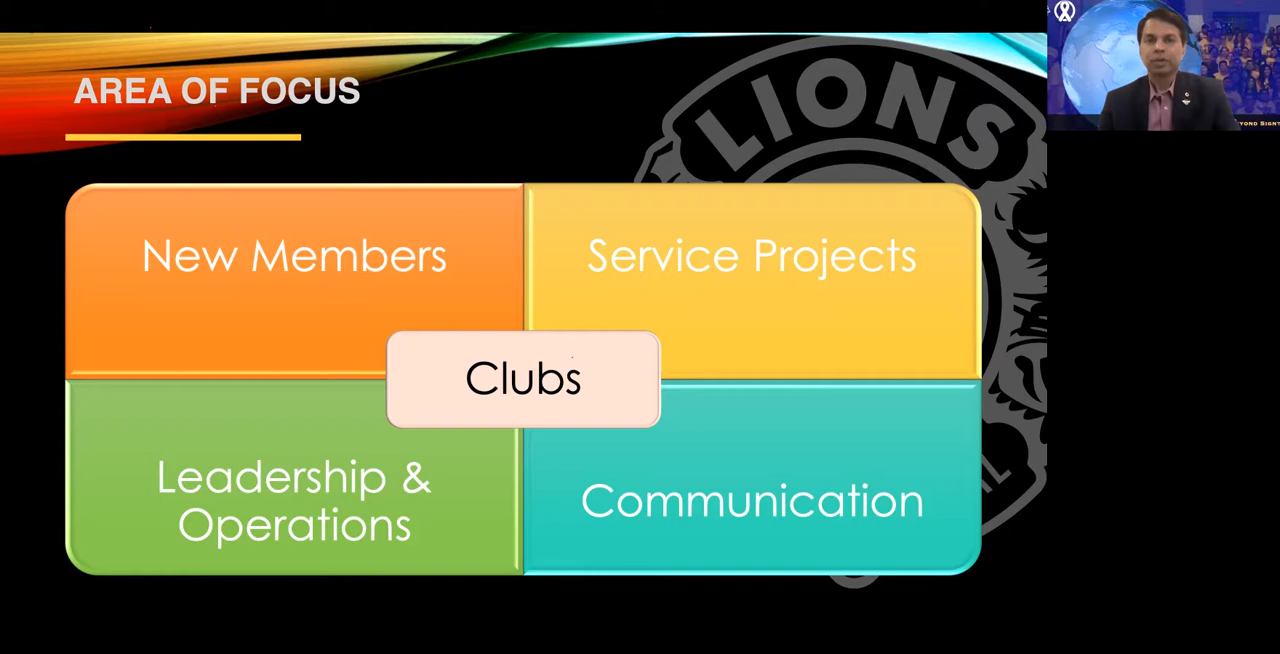 AREA OF FOCUS
LIONS
New Members
Service Projects
Clubs
Leadership &
Operations
Communication